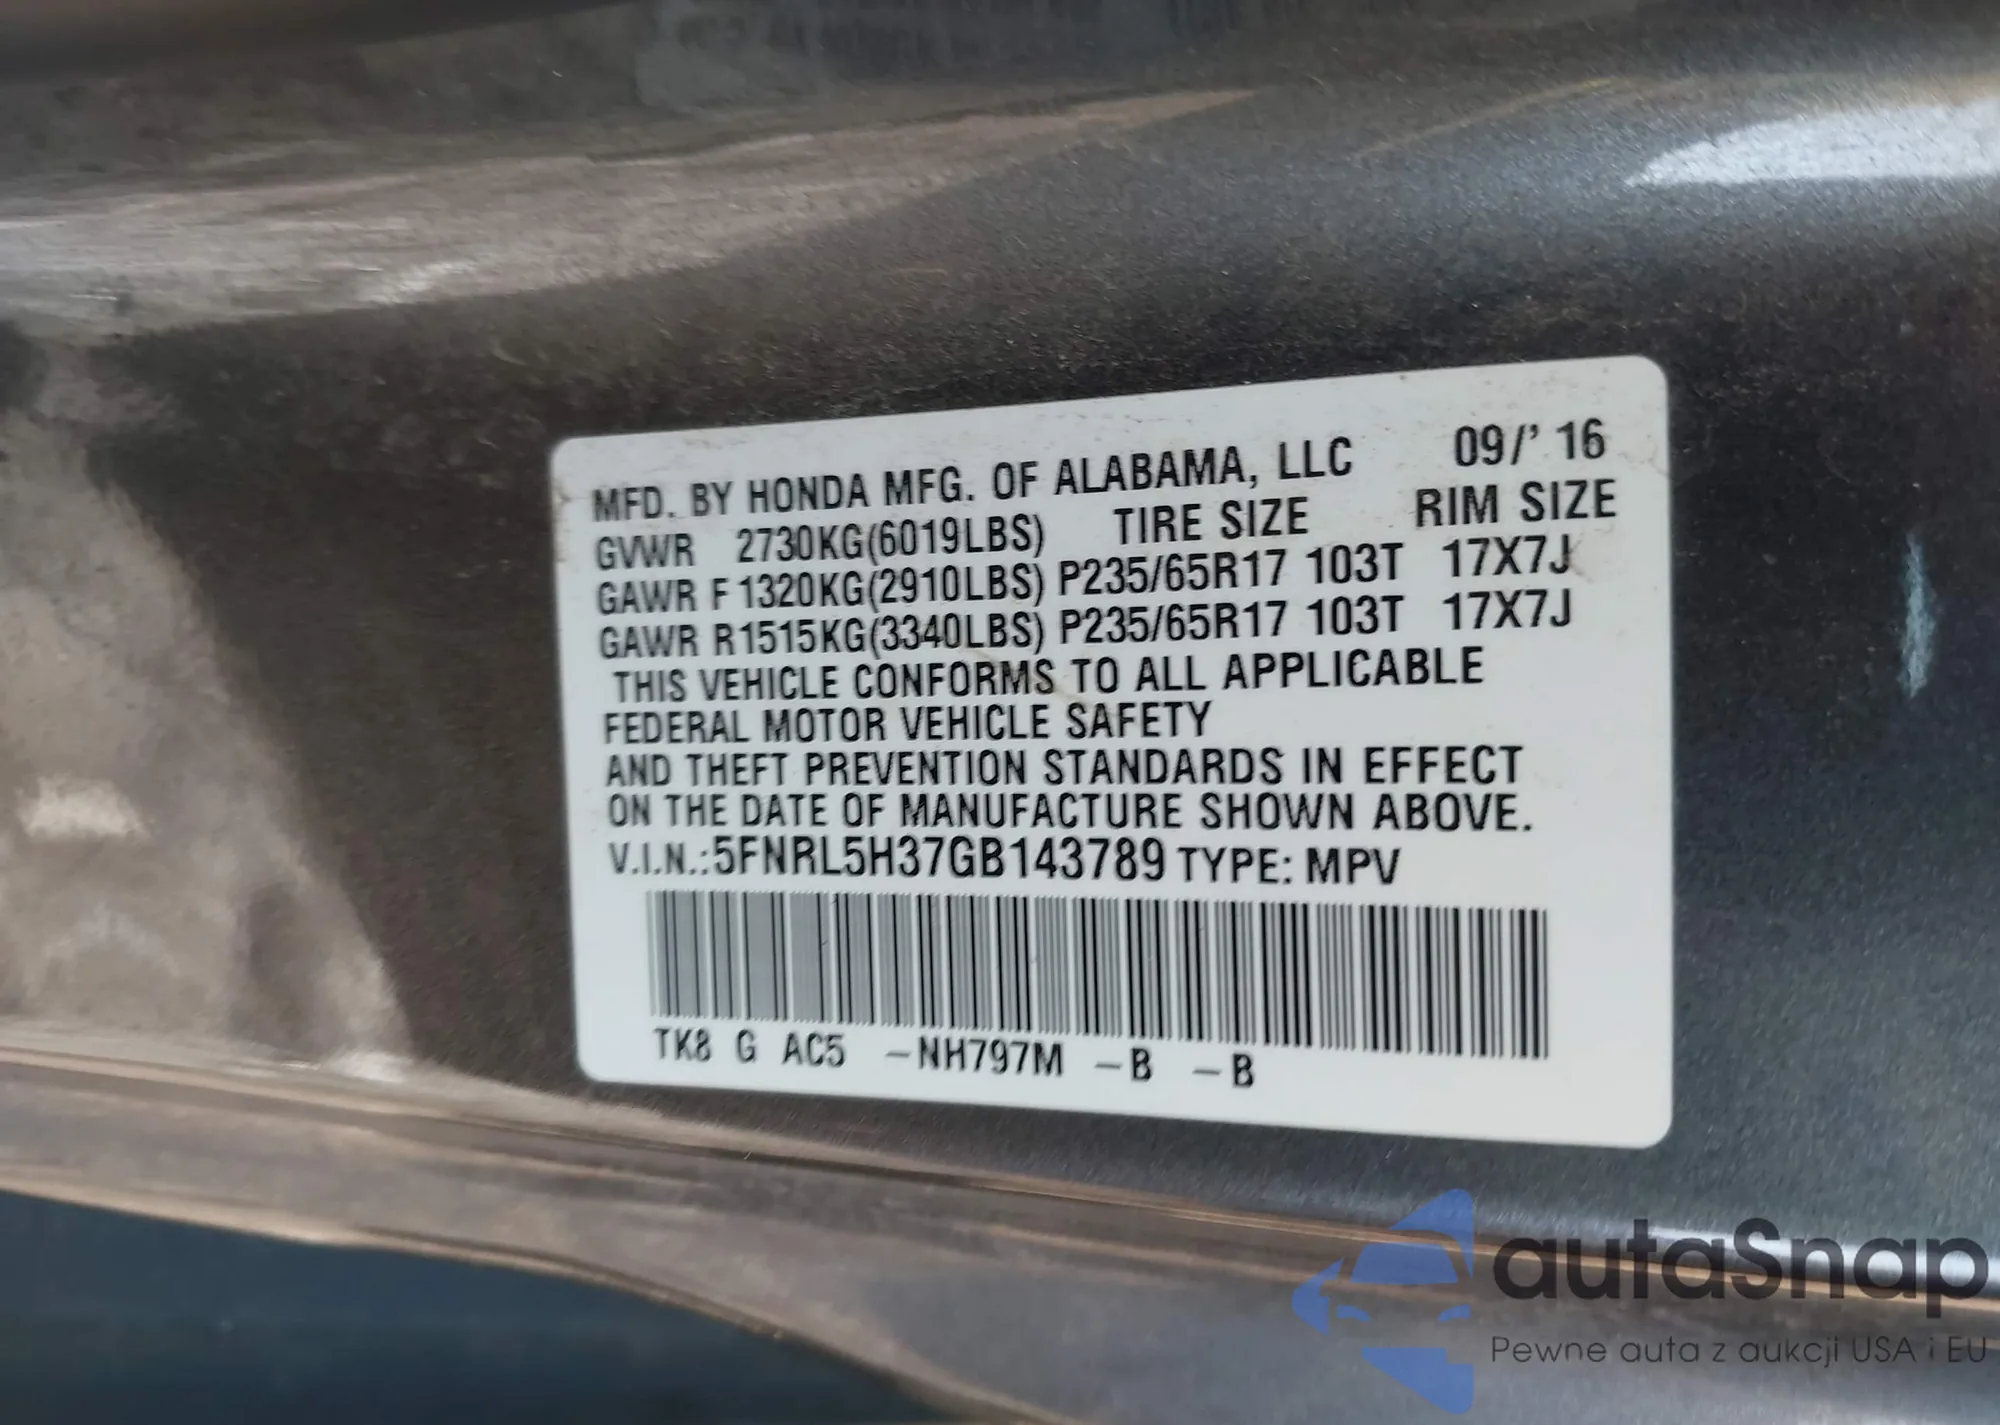 MFD. BY HONDA MFG. OF ALABAMA, LLC 09/' 16
GVWR 2730KG(6019LBS) TIRE SIZE RIM SIZE
GAWR F 1320KG(2910LBS) P235/65R17 103T 17X7J
GAWR R1515KG(3340LBS) P235/65R17 103T 17X7J
THIS VEHICLE CONFORMS TO ALL APPLICABLE
FEDERAL MOTOR VEHICLE SAFETY
AND THEFT PREVENTION STANDARDS IN EFFECT
ON THE DATE OF MANUFACTURE SHOWN ABOVE.
V.I.N.:5FNRL5H37GB143789 TYPE: MPV
TK8 G AC5 -NH797M -B -B
autaSnap
Pewne auta z aukcji USA i EU